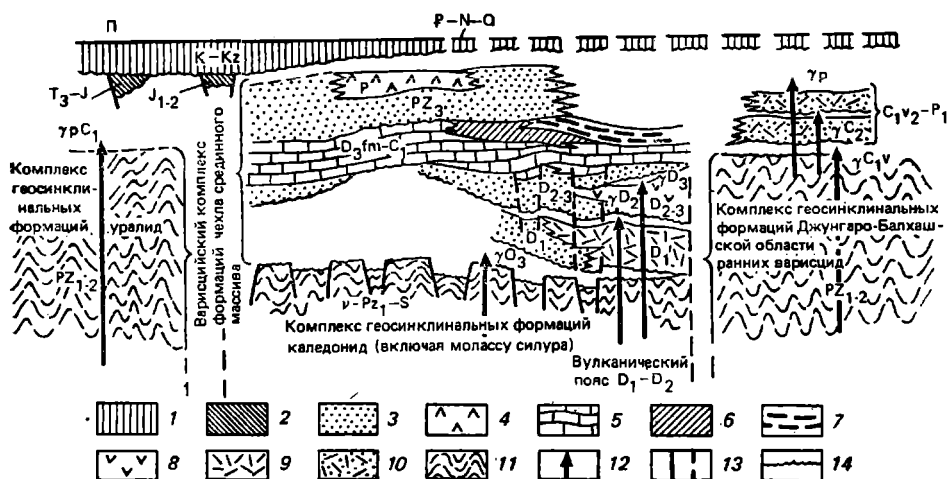 П
₽–N–Q
K–Kz
T₃–J
J₁₋₂
P
PZ₃
γP
C₁v₂–P₁
γC₂
γpC₁
D₃fm–C₁
γC₁v
Комплекс
геосинкли-
нальных
формаций
уралид
PZ₁₋₂
Варисцийский комплекс
формаций чехла срединного
массива
D₂₋₃
γD₂
γD₃
D₂₋₃
D₁
D₁
γO₃
Комплекс геосинклинальных
формаций Джунгаро-Балхаш-
ской области
ранних варисцид
PZ₁₋₂
ν–Pz₁–S
Комплекс геосинклинальных формаций
каледонид (включая молассу силура)
Вулканический
пояс D₁–D₂
1
1 2 3 4 5 6 7
8 9 10 11 12 13 14